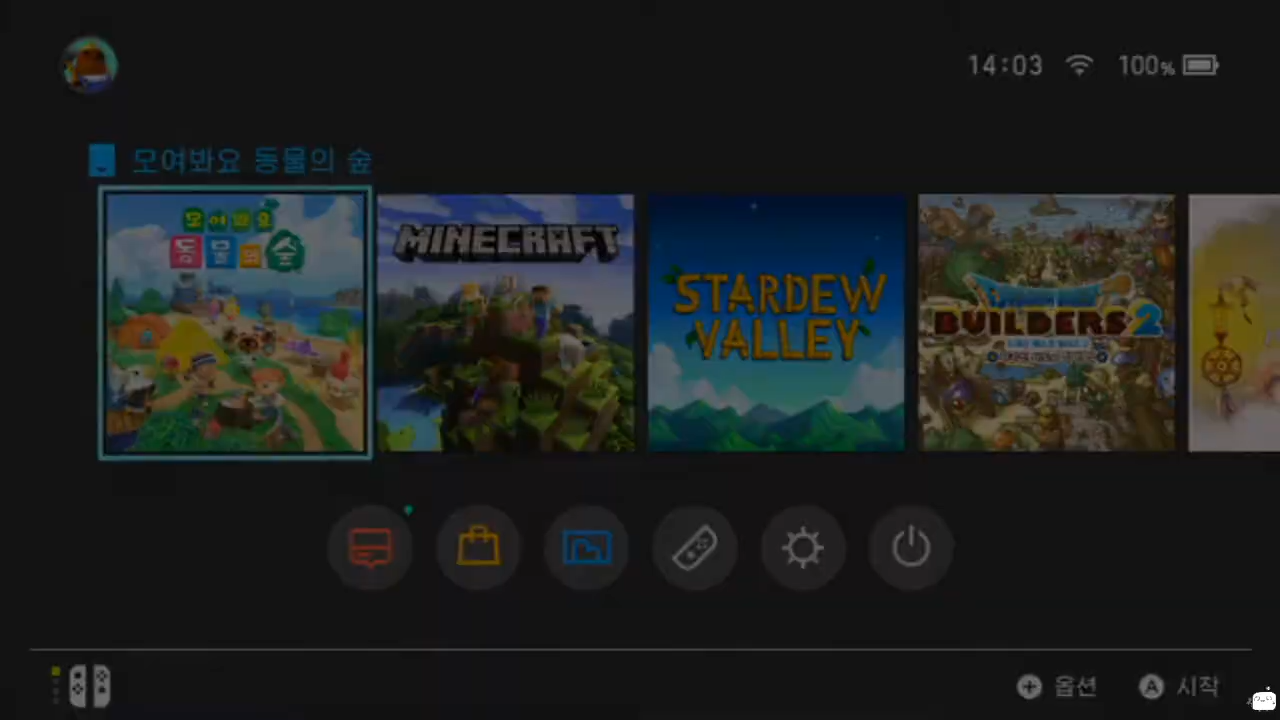 14:03 100%
모여봐요 동물의 숲
모여봐요
동물의 숲
MINECRAFT
STARDEW
VALLEY
BUILDERS 2
옵션 시작